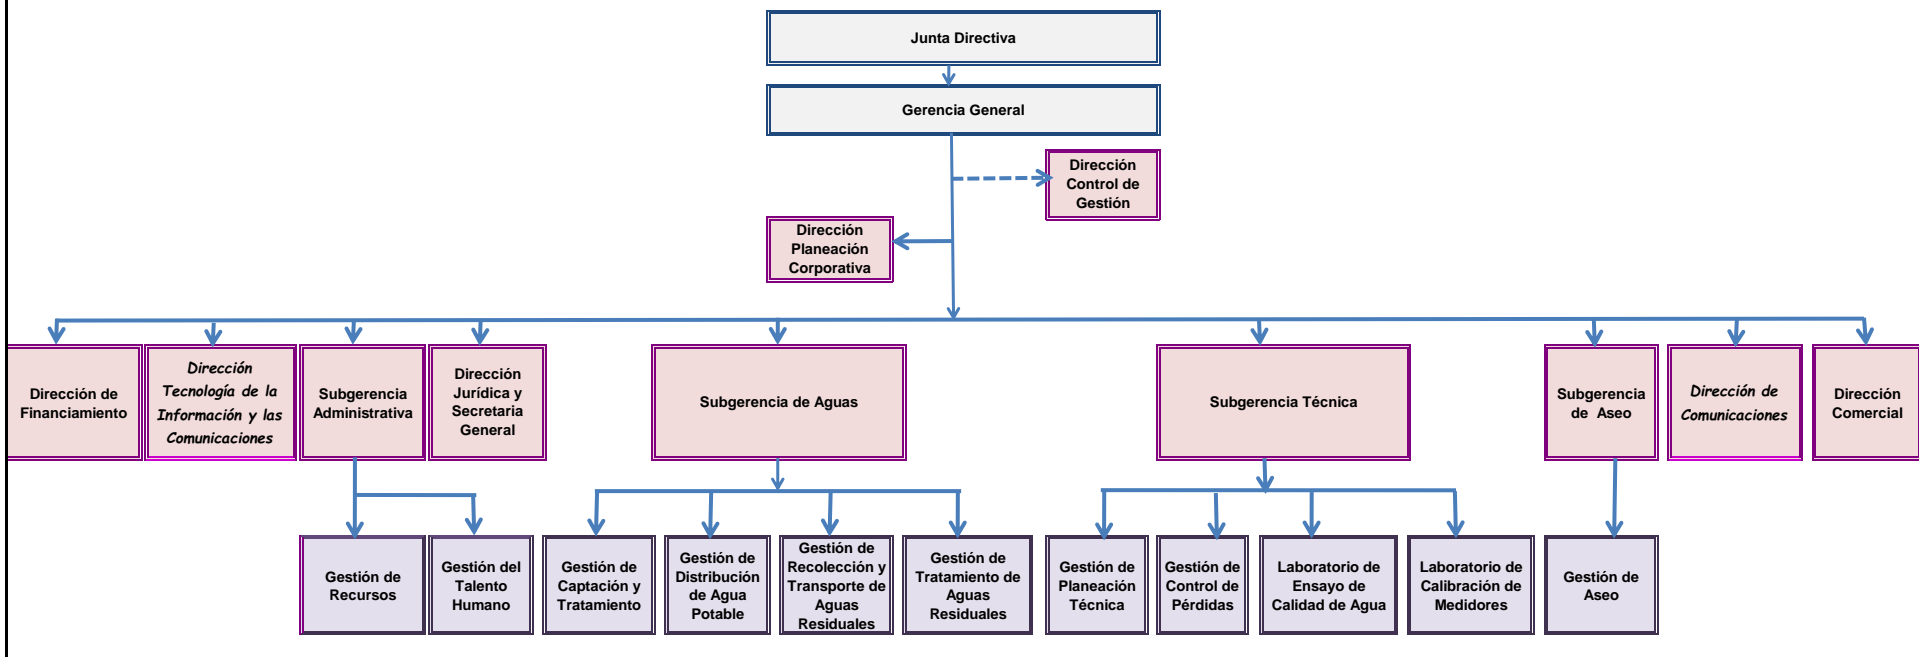 Junta Directiva
Gerencia General
Dirección
Control de
Gestión
Dirección
Planeación
Corporativa
Dirección de
Financiamiento
Dirección
Tecnología de la
Información y las
Comunicaciones
Subgerencia
Administrativa
Dirección
Jurídica y
Secretaria
General
Subgerencia de Aguas
Subgerencia Técnica
Subgerencia
de Aseo
Dirección de
Comunicaciones
Dirección
Comercial
Gestión de
Recursos
Gestión del
Talento
Humano
Gestión de
Captación y
Tratamiento
Gestión de
Distribución
de Agua
Potable
Gestión de
Recolección y
Transporte de
Aguas
Residuales
Gestión de
Tratamiento de
Aguas
Residuales
Gestión de
Planeación
Técnica
Gestión de
Control de
Pérdidas
Laboratorio de
Ensayo de
Calidad de Agua
Laboratorio de
Calibración de
Medidores
Gestión de
Aseo